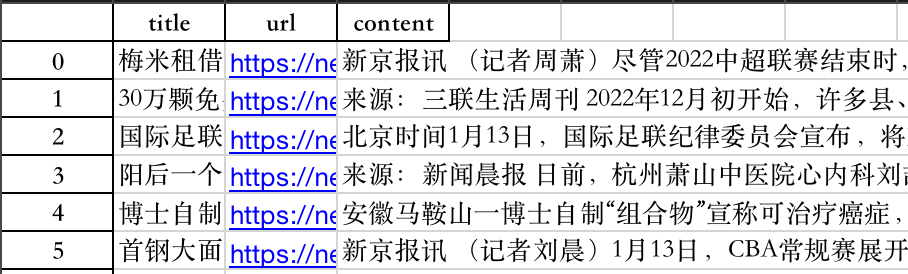 title url content
0 梅米租借 https://ne 新京报讯 （记者周萧）尽管2022中超联赛结束时，
1 30万颗免 https://ne 来源：三联生活周刊 2022年12月初开始，许多县、
2 国际足联 https://ne 北京时间1月13日，国际足联纪律委员会宣布，将
3 阳后一个 https://ne 来源：新闻晨报 日前，杭州萧山中医院心内科刘
4 博士自制 https://ne 安徽马鞍山一博士自制“组合物”宣称可治疗癌症，
5 首钢大面 https://ne 新京报讯 （记者刘晨）1月13日，CBA常规赛展开